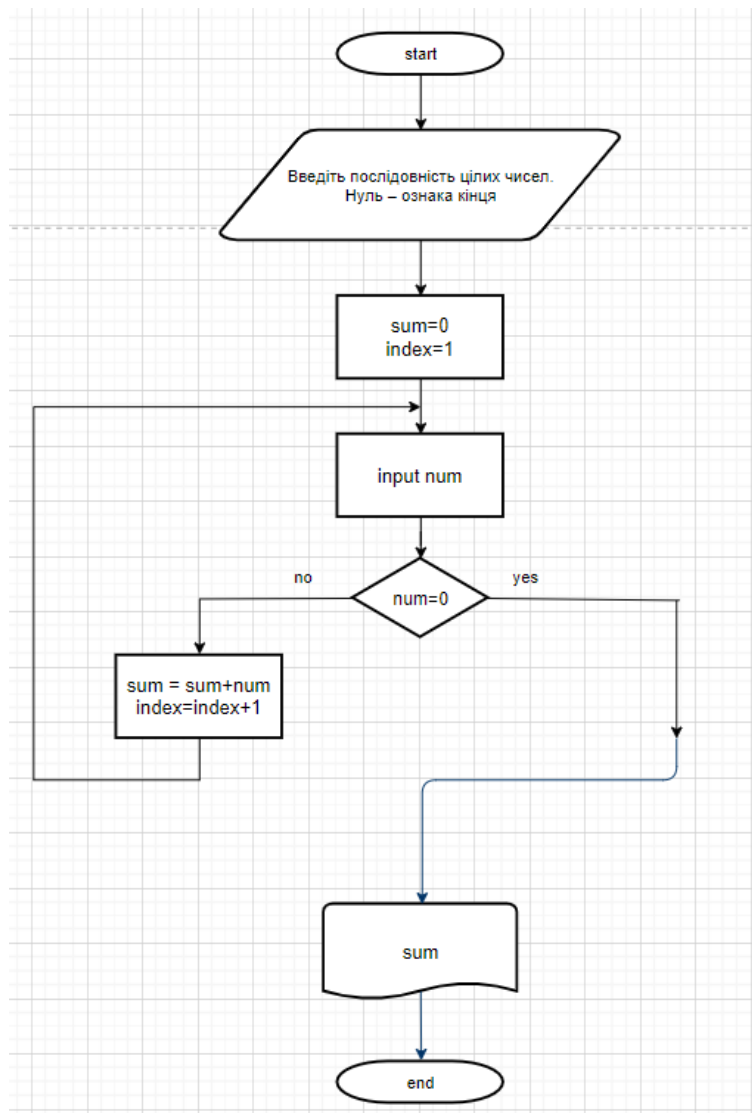 start
Введіть послідовність цілих чисел.
Нуль – ознака кінця
sum=0
index=1
input num
no
yes
num=0
sum = sum+num
index=index+1
sum
end